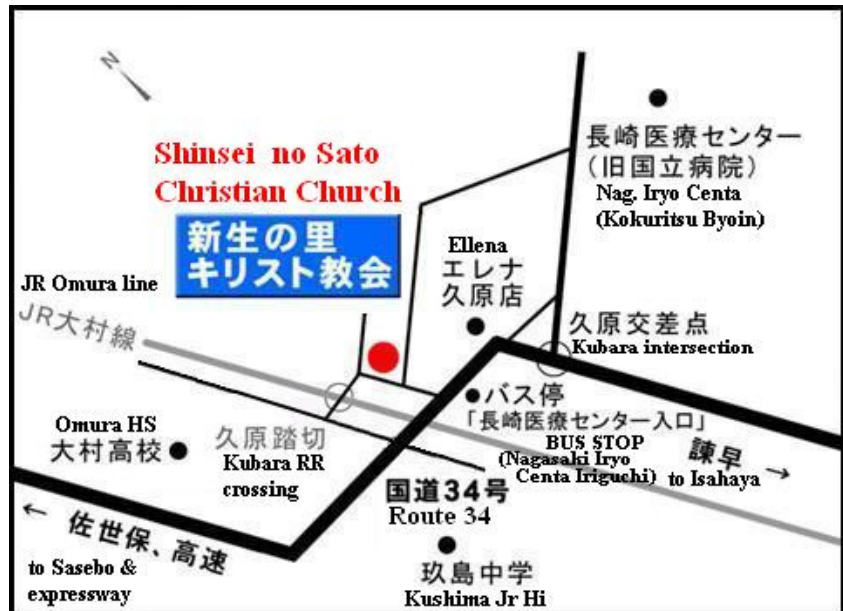 N
長崎医療センター
(旧国立病院)
Nag. Iryo Centa
(Kokuritsu Byoin)
Shinsei no Sato
Christian Church
新生の里
キリスト教会
Ellena
エレナ
久原店
JR Omura line
JR大村線
久原交差点
Kubara intersection
バス停
「長崎医療センター入口」
BUS STOP
(Nagasaki Iryo
Centa Iriguchi)
諫早 →
to Isahaya
Omura HS
大村高校
久原踏切
Kubara RR
crossing
国道34号
Route 34
← 佐世保、高速
to Sasebo &
expressway
玖島中学
Kushima Jr Hi